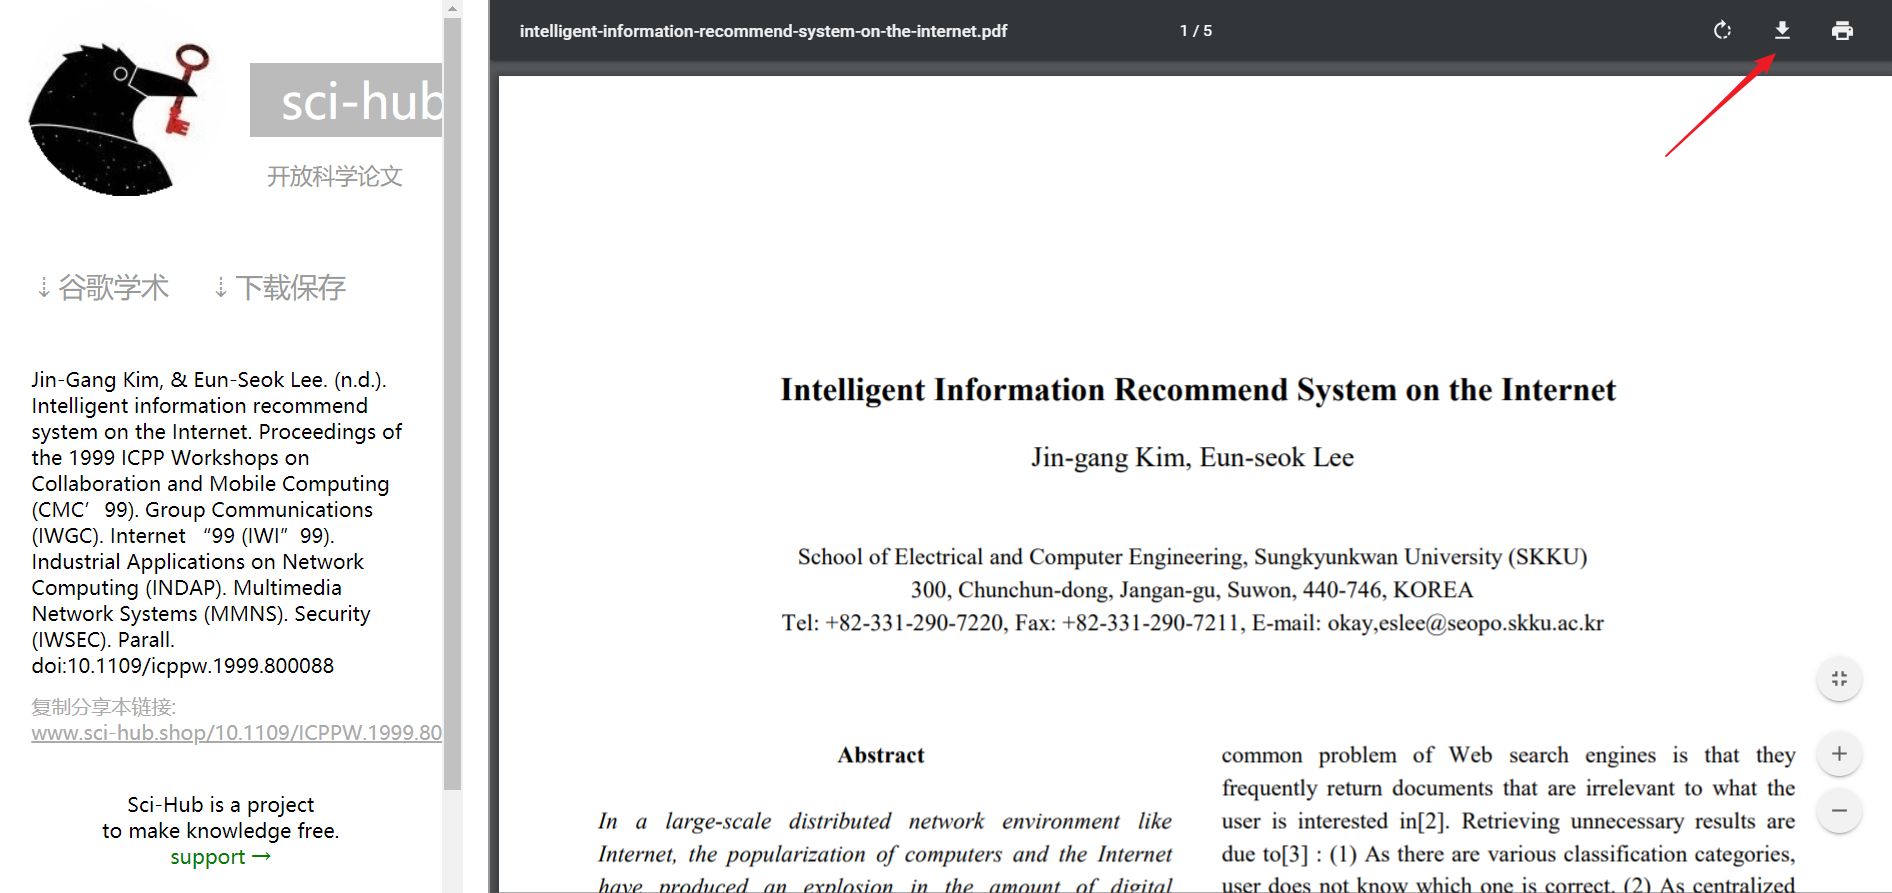 sci-hub
开放科学论文
⇣ 谷歌学术 ⇣ 下载保存
Jin-Gang Kim, & Eun-Seok Lee. (n.d.).
Intelligent information recommend
system on the Internet. Proceedings of
the 1999 ICPP Workshops on
Collaboration and Mobile Computing
(CMC’99). Group Communications
(IWGC). Internet “99 (IWI”99).
Industrial Applications on Network
Computing (INDAP). Multimedia
Network Systems (MMNS). Security
(IWSEC). Parall.
doi:10.1109/icppw.1999.800088
复制分享本链接:
www.sci-hub.shop/10.1109/ICPPW.1999.80
Sci-Hub is a project
to make knowledge free.
support →
intelligent-information-recommend-system-on-the-internet.pdf
1 / 5
Intelligent Information Recommend System on the Internet
Jin-gang Kim, Eun-seok Lee
School of Electrical and Computer Engineering, Sungkyunkwan University (SKKU)
300, Chunchun-dong, Jangan-gu, Suwon, 440-746, KOREA
Tel: +82-331-290-7220, Fax: +82-331-290-7211, E-mail: okay,eslee@seopo.skku.ac.kr
Abstract
In a large-scale distributed network environment like
Internet, the popularization of computers and the Internet
have produced an explosion in the amount of digital
common problem of Web search engines is that they
frequently return documents that are irrelevant to what the
user is interested in[2]. Retrieving unnecessary results are
due to[3] : (1) As there are various classification categories,
user does not know which one is correct. (2) As centralized